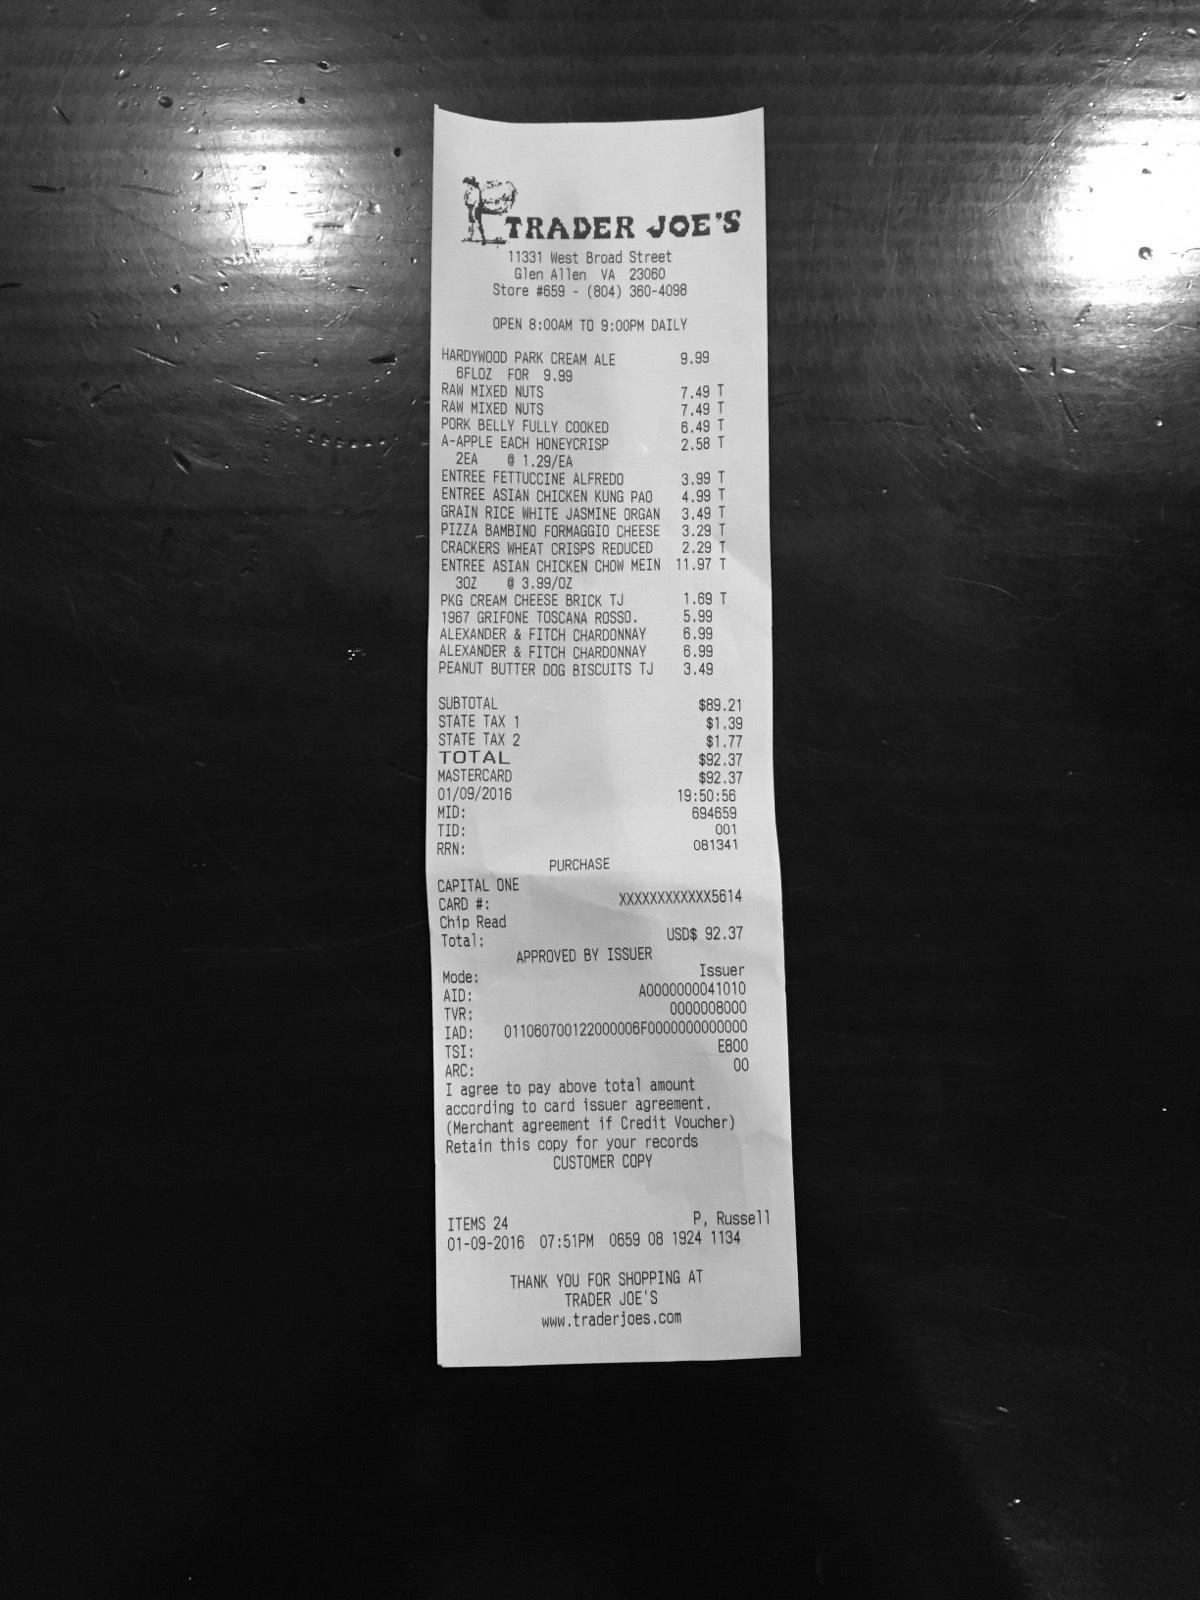 TRADER JOE'S
11331 West Broad Street
Glen Allen VA 23060
Store #659 - (804) 360-4098
OPEN 8:00AM TO 9:00PM DAILY
HARDYWOOD PARK CREAM ALE 9.99
6FLOZ FOR 9.99
RAW MIXED NUTS 7.49 T
RAW MIXED NUTS 7.49 T
PORK BELLY FULLY COOKED 6.49 T
A-APPLE EACH HONEYCRISP 2.58 T
2EA @ 1.29/EA
ENTREE FETTUCCINE ALFREDO 3.99 T
ENTREE ASIAN CHICKEN KUNG PAO 4.99 T
GRAIN RICE WHITE JASMINE ORGAN 3.49 T
PIZZA BAMBINO FORMAGGIO CHEESE 3.29 T
CRACKERS WHEAT CRISPS REDUCED 2.29 T
ENTREE ASIAN CHICKEN CHOW MEIN 11.97 T
3OZ @ 3.99/OZ
PKG CREAM CHEESE BRICK TJ 1.69 T
1967 GRIFONE TOSCANA ROSSO. 5.99
ALEXANDER & FITCH CHARDONNAY 6.99
ALEXANDER & FITCH CHARDONNAY 6.99
PEANUT BUTTER DOG BISCUITS TJ 3.49
SUBTOTAL $89.21
STATE TAX 1 $1.39
STATE TAX 2 $1.77
TOTAL $92.37
MASTERCARD $92.37
01/09/2016 19:50:56
MID: 694659
TID: 001
RRN: 081341
PURCHASE
CAPITAL ONE
CARD #: XXXXXXXXXXXX5614
Chip Read
Total: USD$ 92.37
APPROVED BY ISSUER
Mode: Issuer
AID: A0000000041010
TVR: 0000008000
IAD: 011060700122000006F0000000000000
TSI: E800
ARC: 00
I agree to pay above total amount
according to card issuer agreement.
(Merchant agreement if Credit Voucher)
Retain this copy for your records
CUSTOMER COPY
ITEMS 24 P, Russell
01-09-2016 07:51PM 0659 08 1924 1134
THANK YOU FOR SHOPPING AT
TRADER JOE'S
www.traderjoes.com